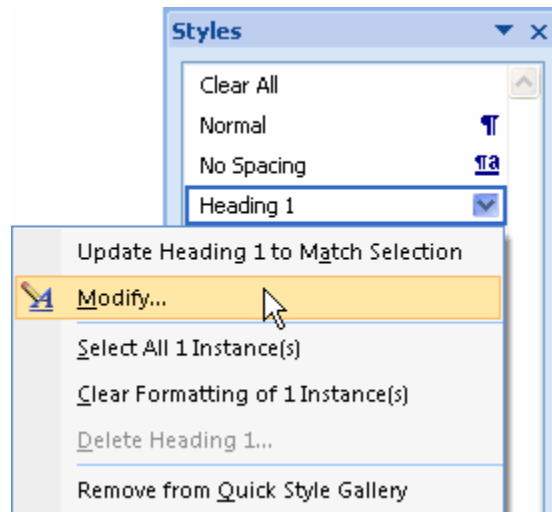 Styles
Clear All
Normal ¶
No Spacing ¶a
Heading 1
Update Heading 1 to Match Selection
Modify...
Select All 1 Instance(s)
Clear Formatting of 1 Instance(s)
Delete Heading 1...
Remove from Quick Style Gallery